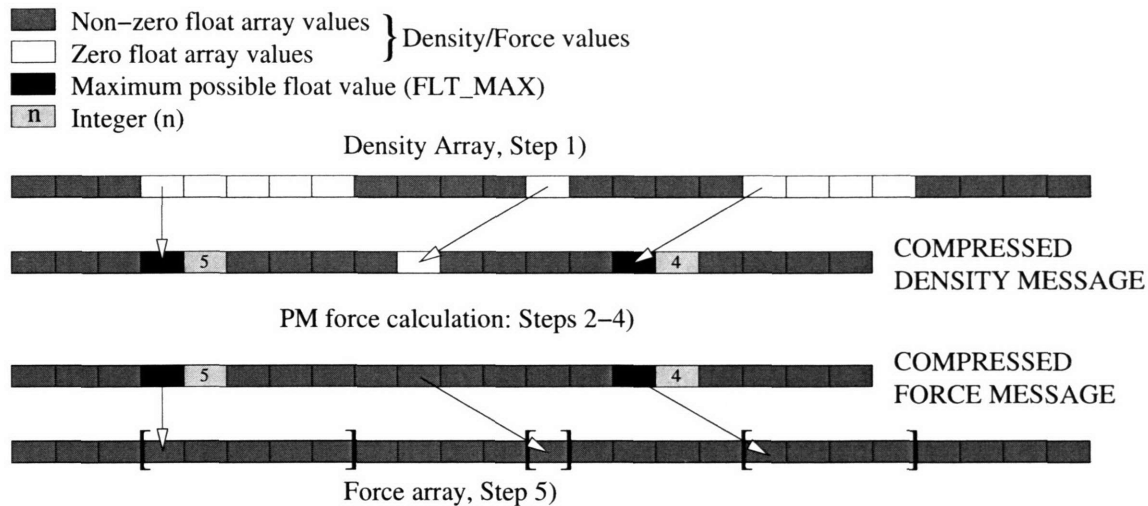 Non−zero float array values
Zero float array values
} Density/Force values
Maximum possible float value (FLT_MAX)
n Integer (n)
Density Array, Step 1)
5 4
COMPRESSED
DENSITY MESSAGE
PM force calculation: Steps 2−4)
5 4
COMPRESSED
FORCE MESSAGE
[ ] [ ] [ ]
Force array, Step 5)